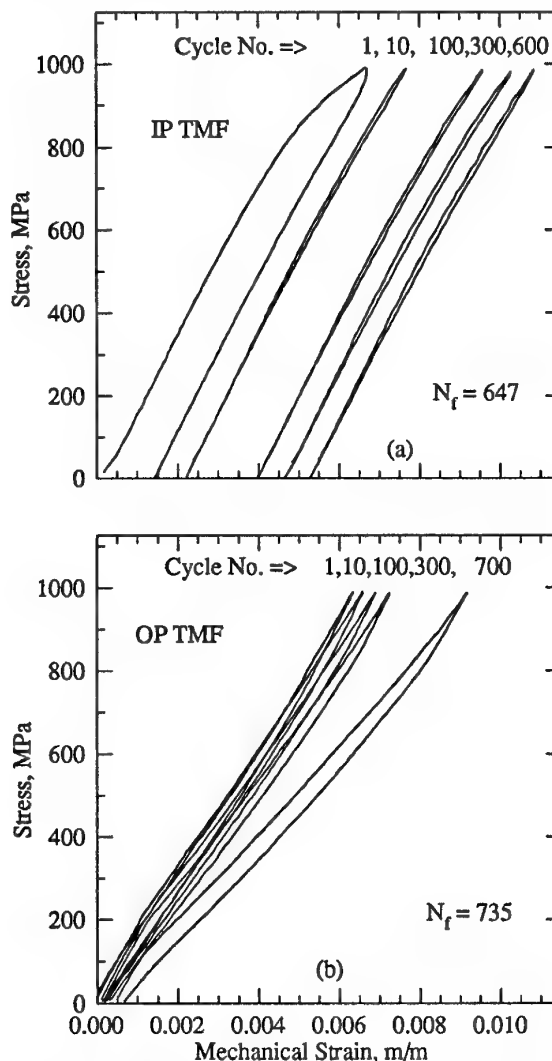 Cycle No. => 1, 10, 100,300,600
1000
IP TMF
800
600
Stress, MPa
400
N_f = 647
200
(a)
0
Cycle No. => 1,10,100,300, 700
1000
OP TMF
800
600
Stress, MPa
400
200
N_f = 735
(b)
0
0.000 0.002 0.004 0.006 0.008 0.010
Mechanical Strain, m/m